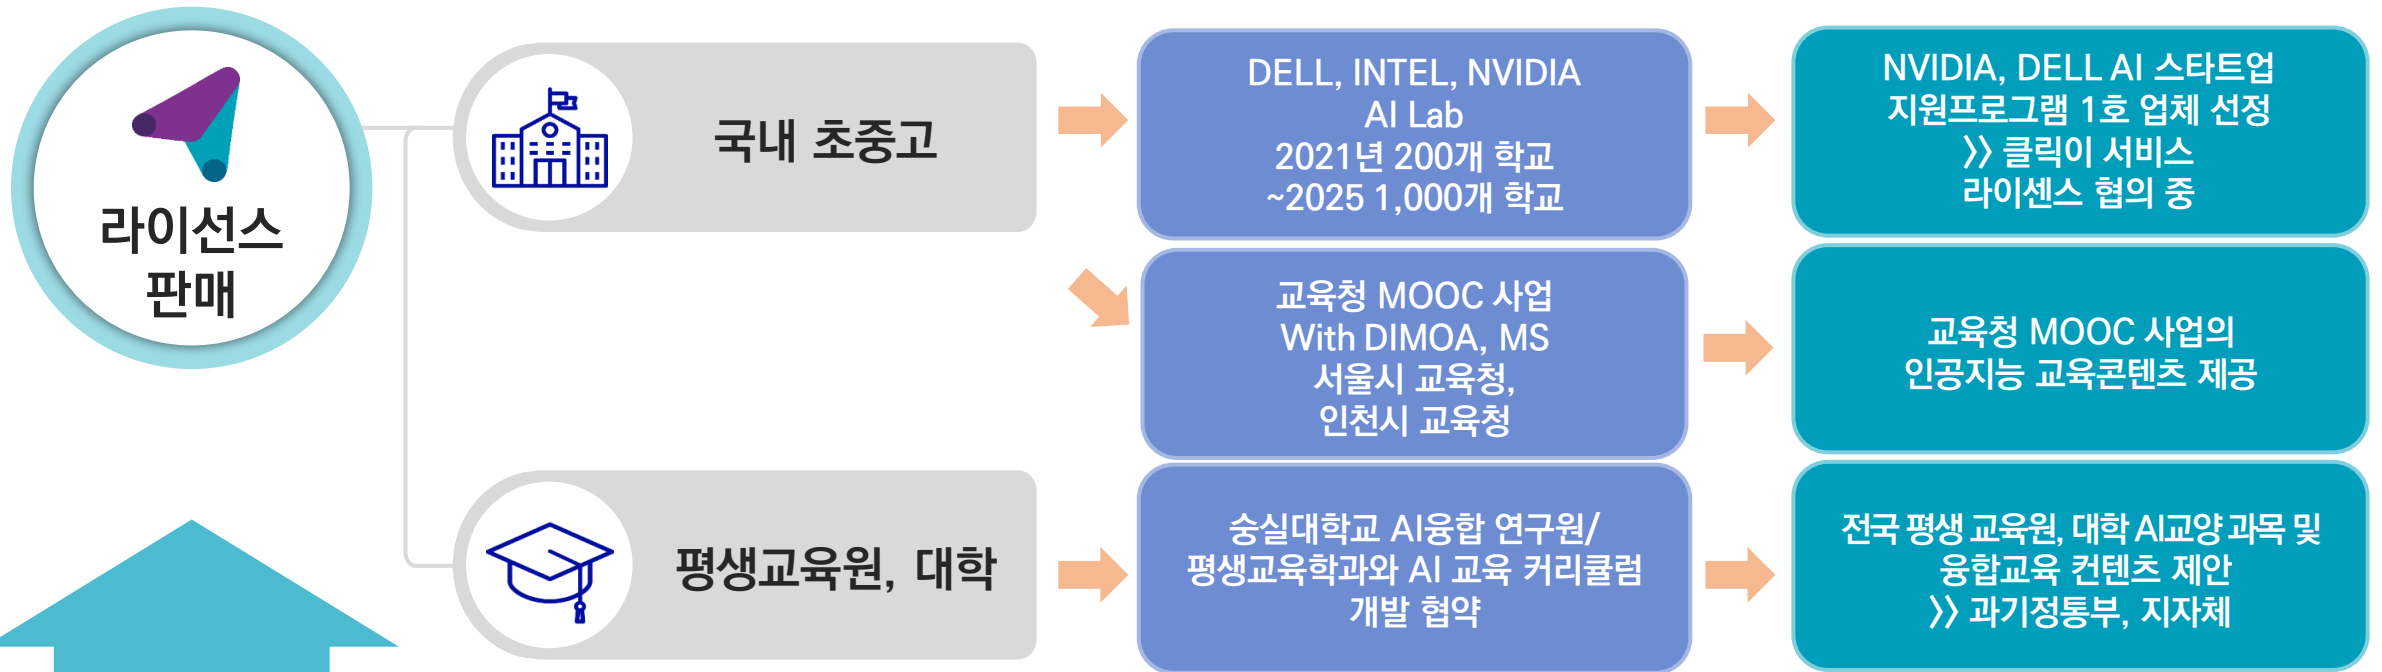 라이선스
판매
국내 초중고
DELL, INTEL, NVIDIA
AI Lab
2021년 200개 학교
~2025 1,000개 학교
NVIDIA, DELL AI 스타트업
지원프로그램 1호 업체 선정
>> 클릭이 서비스
라이센스 협의 중
교육청 MOOC 사업
With DIMOA, MS
서울시 교육청,
인천시 교육청
교육청 MOOC 사업의
인공지능 교육콘텐츠 제공
평생교육원, 대학
숭실대학교 AI융합 연구원/
평생교육학과와 AI 교육 커리큘럼
개발 협약
전국 평생 교육원, 대학 AI교양 과목 및
융합교육 컨텐츠 제안
>> 과기정통부, 지자체